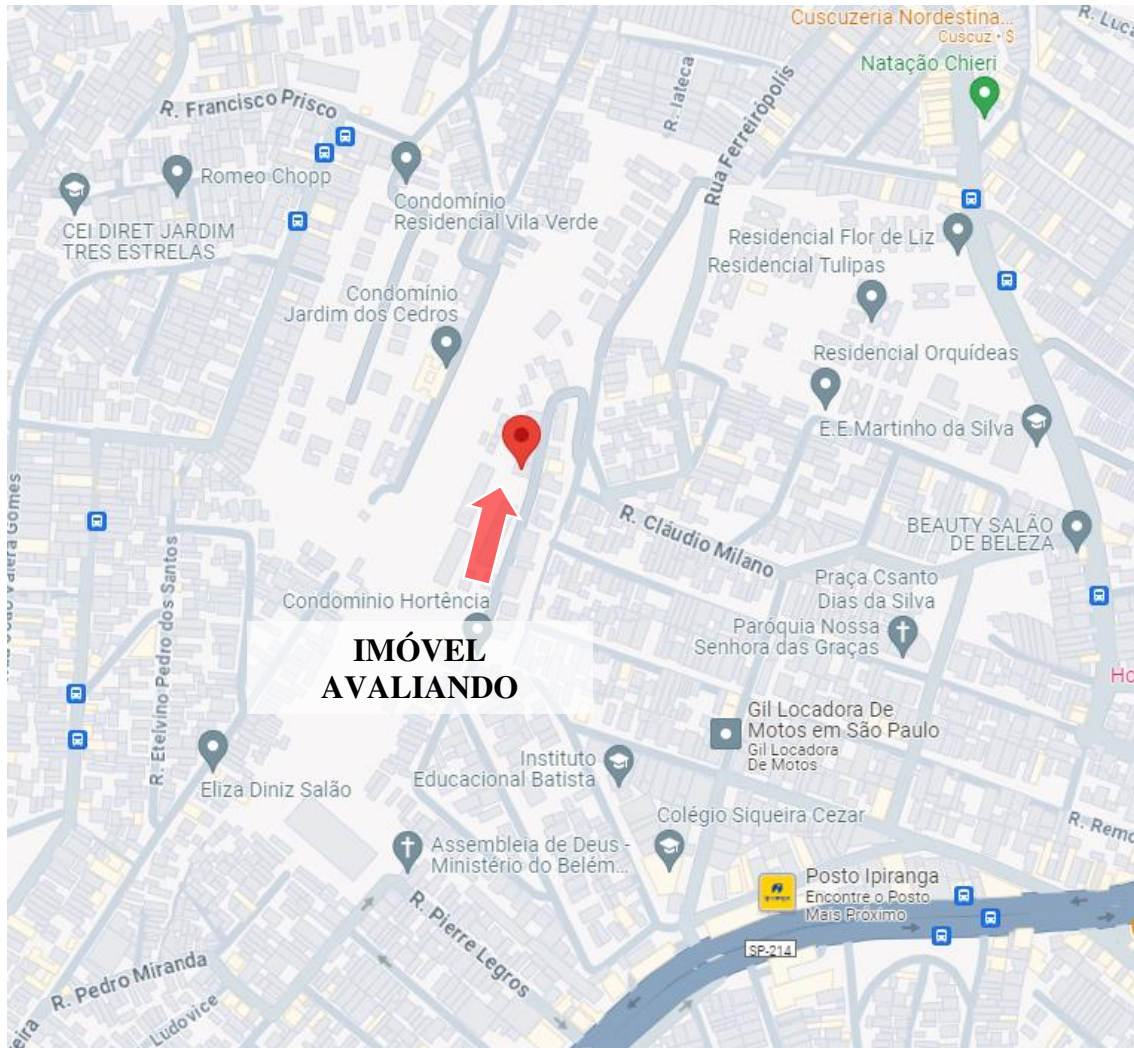 Cuscuzeria Nordestina...
Cuscuz • $
R. Luca
Natação Chieri
R. Iateca
R. Francisco Prisco
Rua Ferreirópolis
Romeo Chopp
Condomínio
Residencial Vila Verde
CEI DIRET JARDIM
TRES ESTRELAS
Residencial Flor de Liz
Residencial Tulipas
Condomínio
Jardim dos Cedros
Residencial Orquídeas
E.E.Martinho da Silva
R. Cláudio Milano
BEAUTY SALÃO
DE BELEZA
R. Etelvino Pedro dos Santos
Praça Csanto
Dias da Silva
Condominio Hortência
Paróquia Nossa
Senhora das Graças
IMÓVEL
AVALIANDO
Ho
Gil Locadora De
Motos em São Paulo
Gil Locadora
De Motos
Instituto
Educacional Batista
Eliza Diniz Salão
Colégio Siqueira Cezar
R. Remo
Assembleia de Deus -
Ministério do Belém...
Posto Ipiranga
Encontre o Posto
Mais Próximo
R. Pierre Legros
SP-214
R. Pedro Miranda
Ludovice
eira